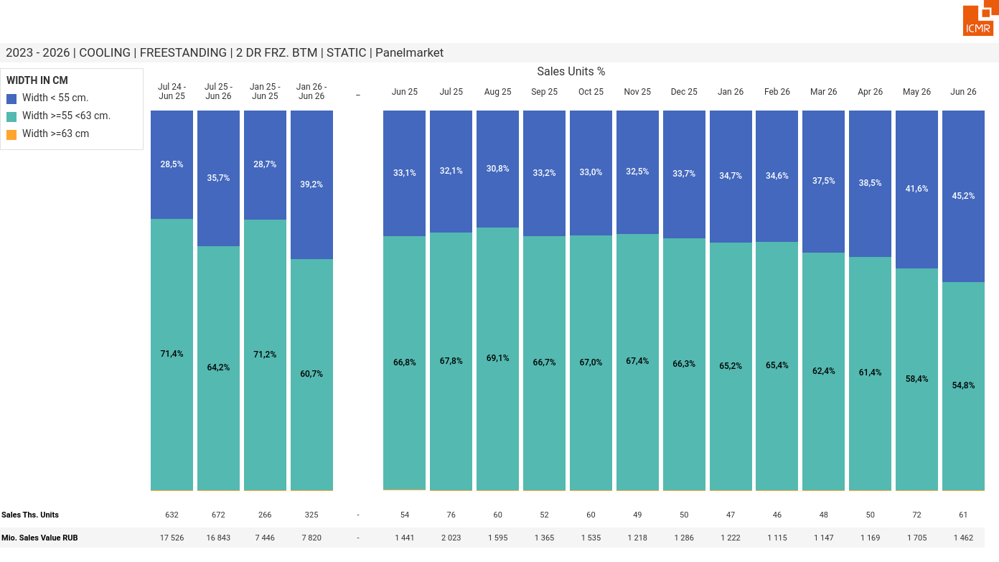 ICMR
2023 - 2026 | COOLING | FREESTANDING | 2 DR FRZ. BTM | STATIC | Panelmarket
Sales Units %
WIDTH IN CM
Width < 55 cm.
Width >=55 <63 cm.
Width >=63 cm
Jul 24 - Jun 25 Jul 25 - Jun 26 Jan 25 - Jun 25 Jan 26 - Jun 26 – Jun 25 Jul 25 Aug 25 Sep 25 Oct 25 Nov 25 Dec 25 Jan 26 Feb 26 Mar 26 Apr 26 May 26 Jun 26
28,5% 35,7% 28,7% 39,2% 33,1% 32,1% 30,8% 33,2% 33,0% 32,5% 33,7% 34,7% 34,6% 37,5% 38,5% 41,6% 45,2%
71,4% 64,2% 71,2% 60,7% 66,8% 67,8% 69,1% 66,7% 67,0% 67,4% 66,3% 65,2% 65,4% 62,4% 61,4% 58,4% 54,8%
Sales Ths. Units 632 672 266 325 - 54 76 60 52 60 49 50 47 46 48 50 72 61
Mio. Sales Value RUB 17 526 16 843 7 446 7 820 - 1 441 2 023 1 595 1 365 1 535 1 218 1 286 1 222 1 115 1 147 1 169 1 705 1 462